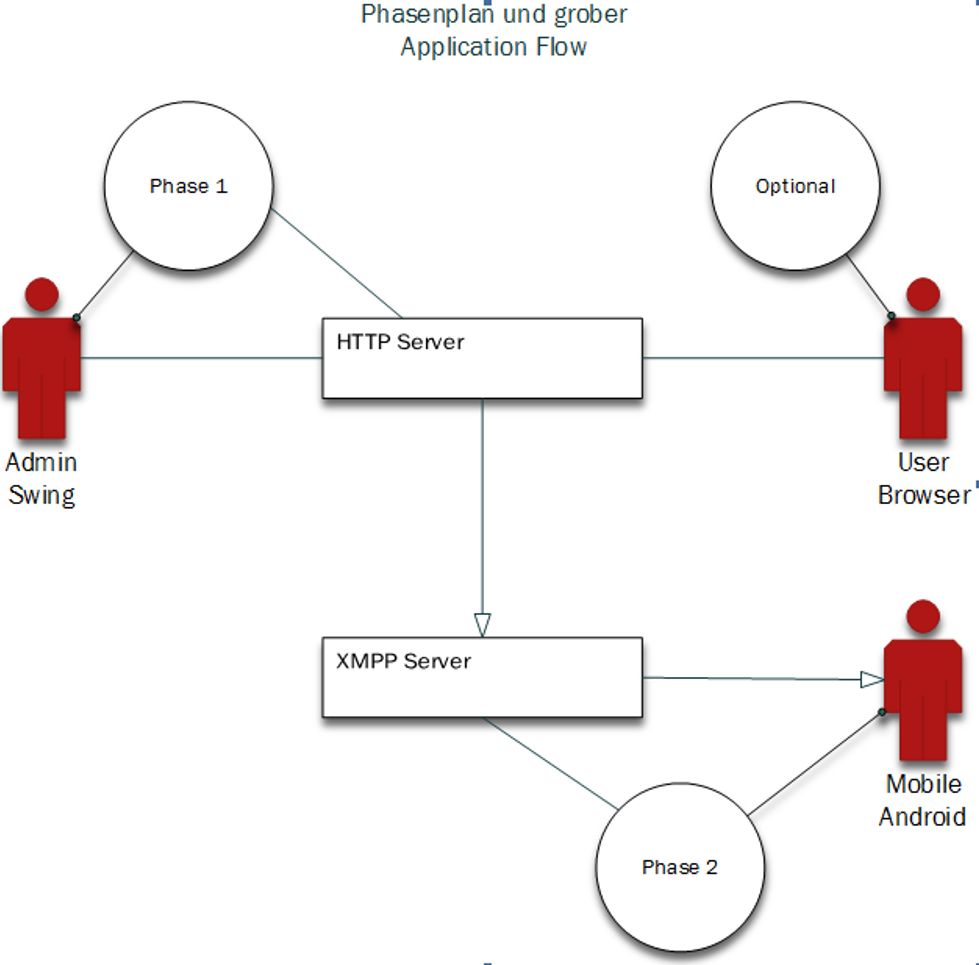 Phasenplan und grober
Application Flow
Phase 1
Optional
HTTP Server
Admin
Swing
User
Browser
XMPP Server
Mobile
Android
Phase 2